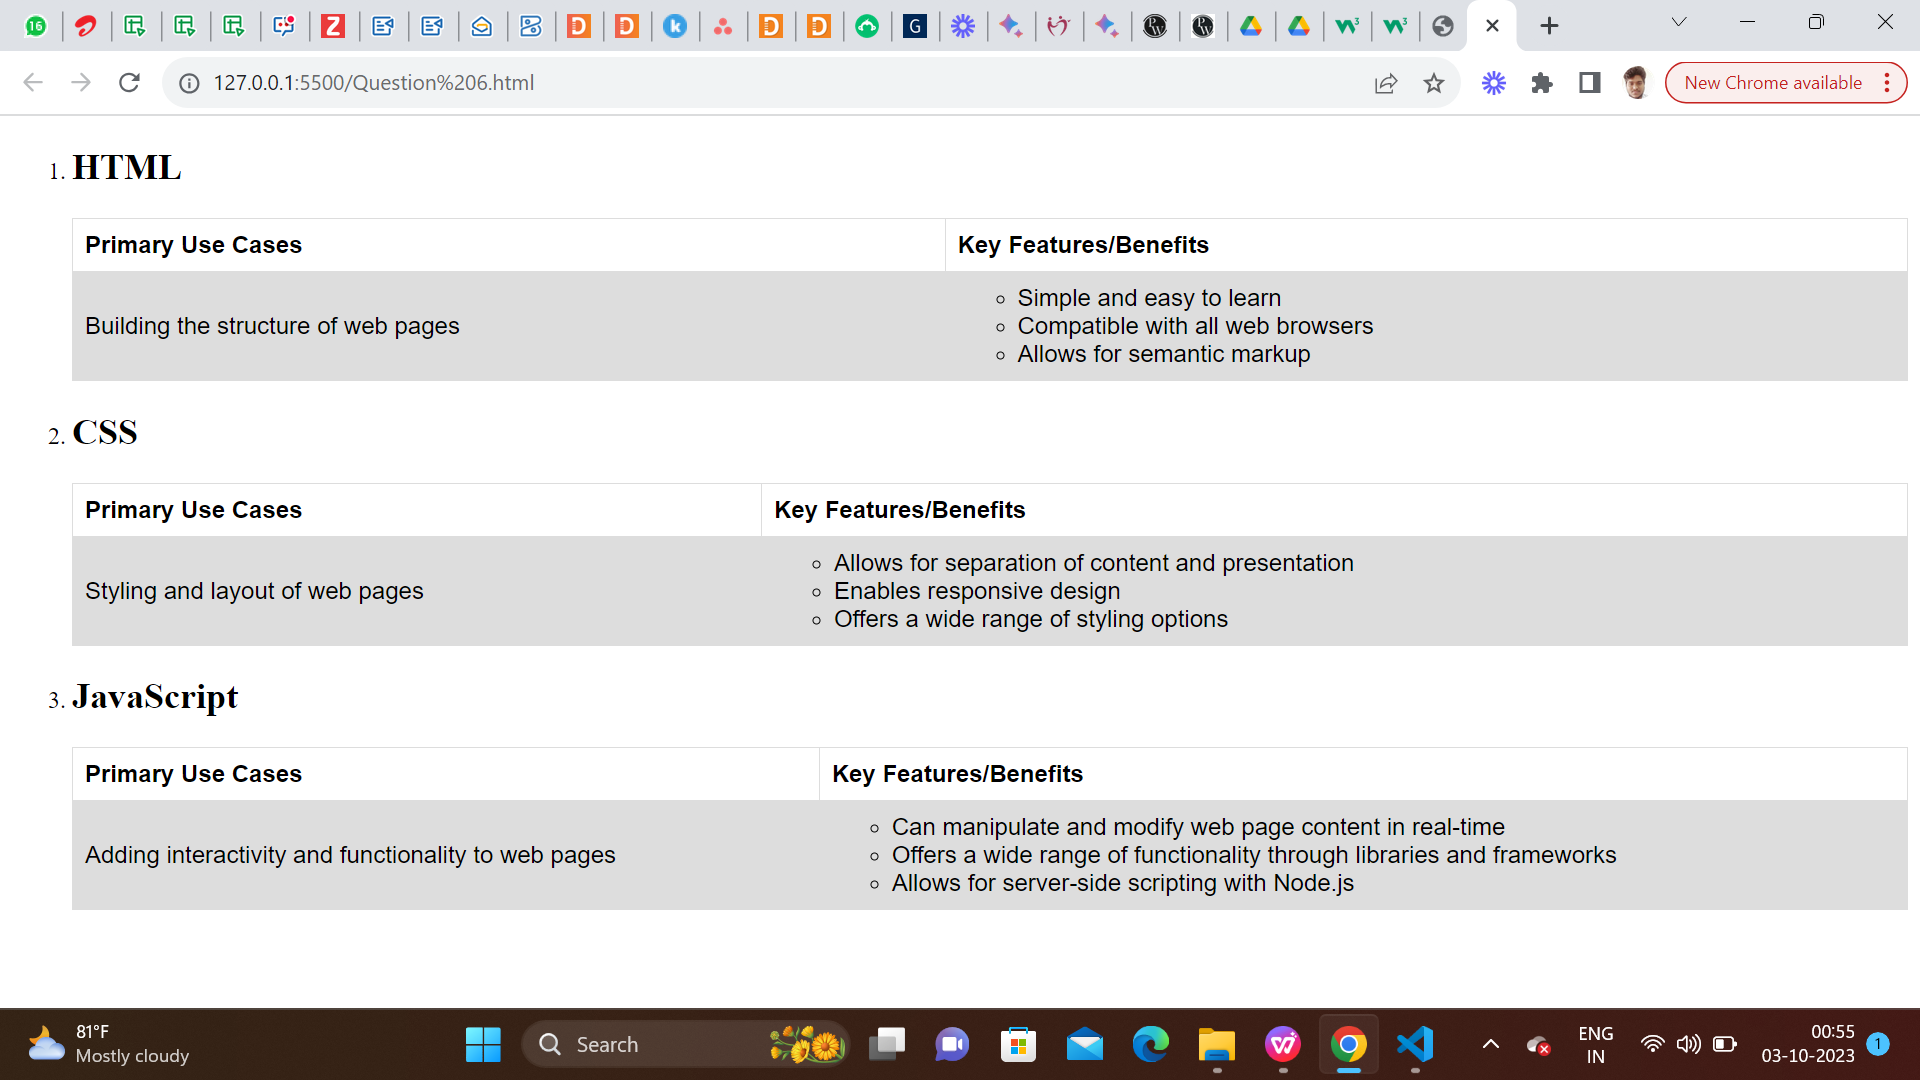 16
Z
D
D
k
D
D
G
PW
PW
W3
W3
127.0.0.1:5500/Question%206.html
New Chrome available
1. HTML
Primary Use Cases
Key Features/Benefits
Building the structure of web pages
Simple and easy to learn
Compatible with all web browsers
Allows for semantic markup
2. CSS
Primary Use Cases
Key Features/Benefits
Styling and layout of web pages
Allows for separation of content and presentation
Enables responsive design
Offers a wide range of styling options
3. JavaScript
Primary Use Cases
Key Features/Benefits
Adding interactivity and functionality to web pages
Can manipulate and modify web page content in real-time
Offers a wide range of functionality through libraries and frameworks
Allows for server-side scripting with Node.js
81°F
Mostly cloudy
Search
ENG
IN
00:55
03-10-2023
1